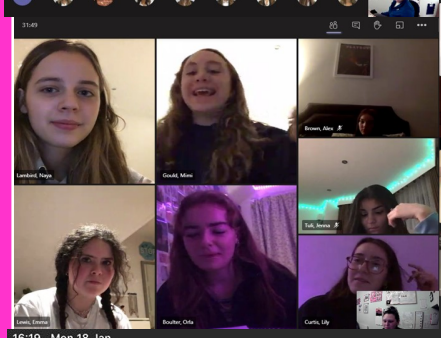 31:49
Lambird, Naya
Gould, Mimi
Brown, Alex
Tuli, Jenna
Lewis, Emma
Boulter, Orla
Curtis, Lily
16:19 Mon 18 Jan